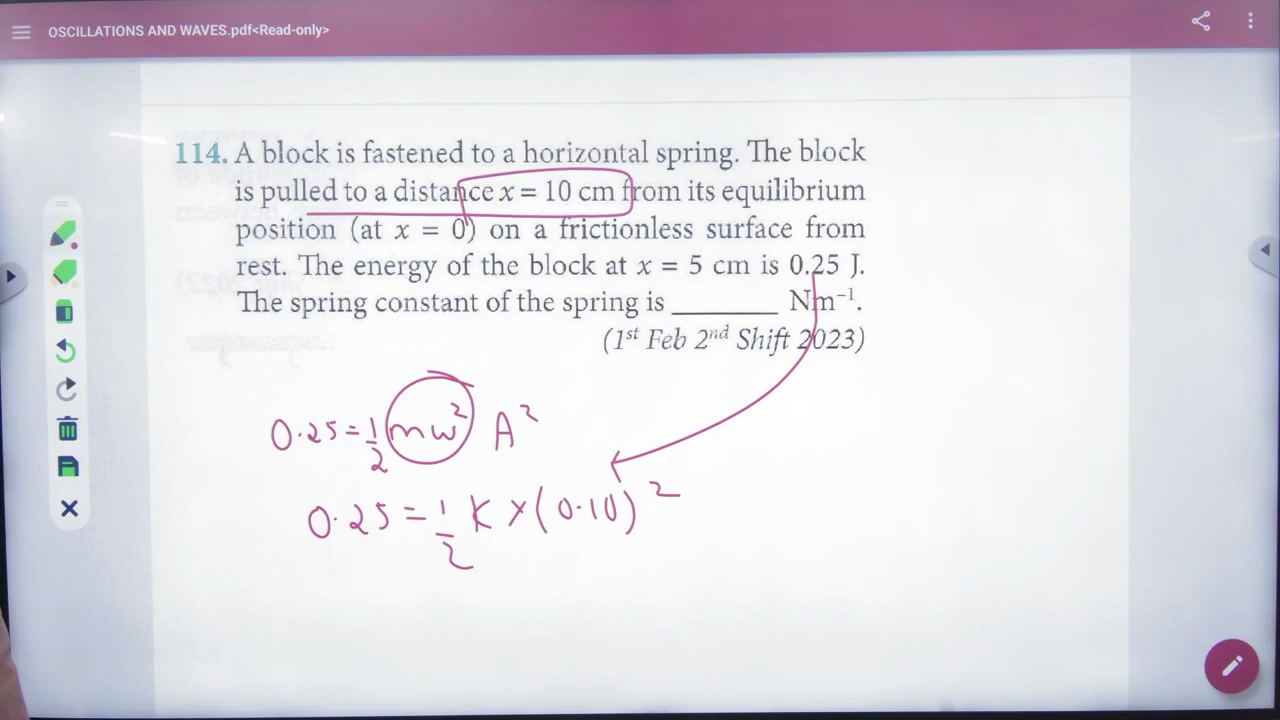 OSCILLATIONS AND WAVES.pdf<Read-only>
114. A block is fastened to a horizontal spring. The block
is pulled to a distance x = 10 cm from its equilibrium
position (at x = 0) on a frictionless surface from
rest. The energy of the block at x = 5 cm is 0.25 J.
The spring constant of the spring is ________ Nm⁻¹.
(1st Feb 2nd Shift 2023)
0.25 = 1/2 mω² A²
0.25 = 1/2 K × (0.10)²